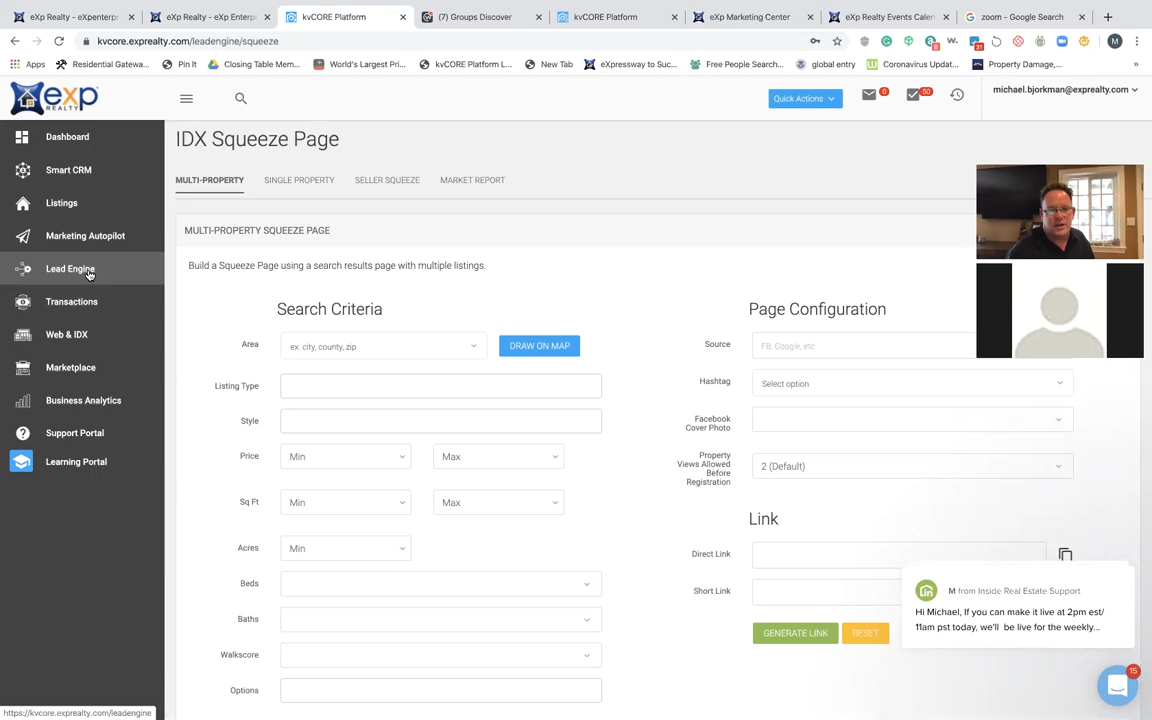 eXp Realty - eXpenterp
eXp Realty - eXp Enterp
kvCORE Platform
(7) Groups Discover
kvCORE Platform
eXp Marketing Center
eXp Realty Events Calen
zoom - Google Search
kvcore.exprealty.com/leadengine/squeeze
Apps
Residential Gatewa...
Pin It
Closing Table Mem...
World's Largest Pri...
kvCORE Platform L...
New Tab
eXpressway to Suc...
Free People Search...
global entry
Coronavirus Updat...
Property Damage,...
»
exp REALTY
Quick Actions
0
50
michael.bjorkman@exprealty.com
Dashboard
Smart CRM
Listings
Marketing Autopilot
Lead Engine
Transactions
Web & IDX
Marketplace
Business Analytics
Support Portal
Learning Portal
IDX Squeeze Page
MULTI-PROPERTY
SINGLE PROPERTY
SELLER SQUEEZE
MARKET REPORT
MULTI-PROPERTY SQUEEZE PAGE
Build a Squeeze Page using a search results page with multiple listings.
Search Criteria
Area
ex. city, county, zip
DRAW ON MAP
Listing Type
Style
Price
Min
Max
Sq Ft
Min
Max
Acres
Min
Beds
Baths
Walkscore
Options
Page Configuration
Source
FB, Google, etc
Hashtag
Select option
Facebook
Cover Photo
Property
Views Allowed
Before
Registration
2 (Default)
Link
Direct Link
Short Link
GENERATE LINK
RESET
M from Inside Real Estate Support
Hi Michael, If you can make it live at 2pm est/
11am pst today, we'll be live for the weekly...
15
https://kvcore.exprealty.com/leadengine